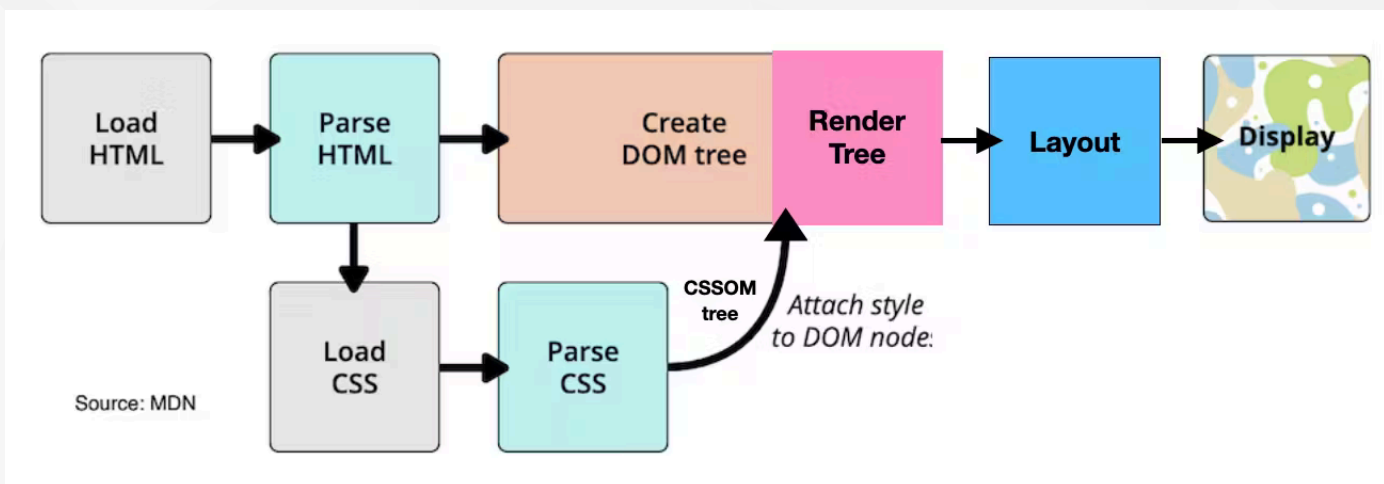 Load
HTML
Parse
HTML
Create
DOM tree
Render
Tree
Layout
Display
Load
CSS
Parse
CSS
CSSOM
tree
Attach style
to DOM node:
Source: MDN